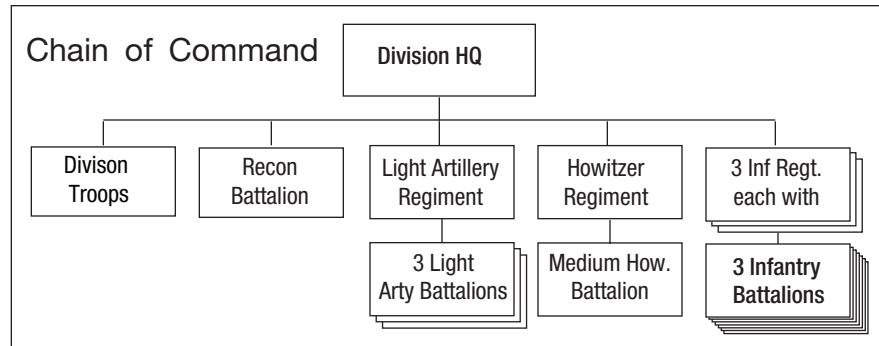 Chain of Command
Division HQ
Divison
Troops
Recon
Battalion
Light Artillery
Regiment
Howitzer
Regiment
3 Inf Regt.
each with
3 Light
Arty Battalions
Medium How.
Battalion
3 Infantry
Battalions